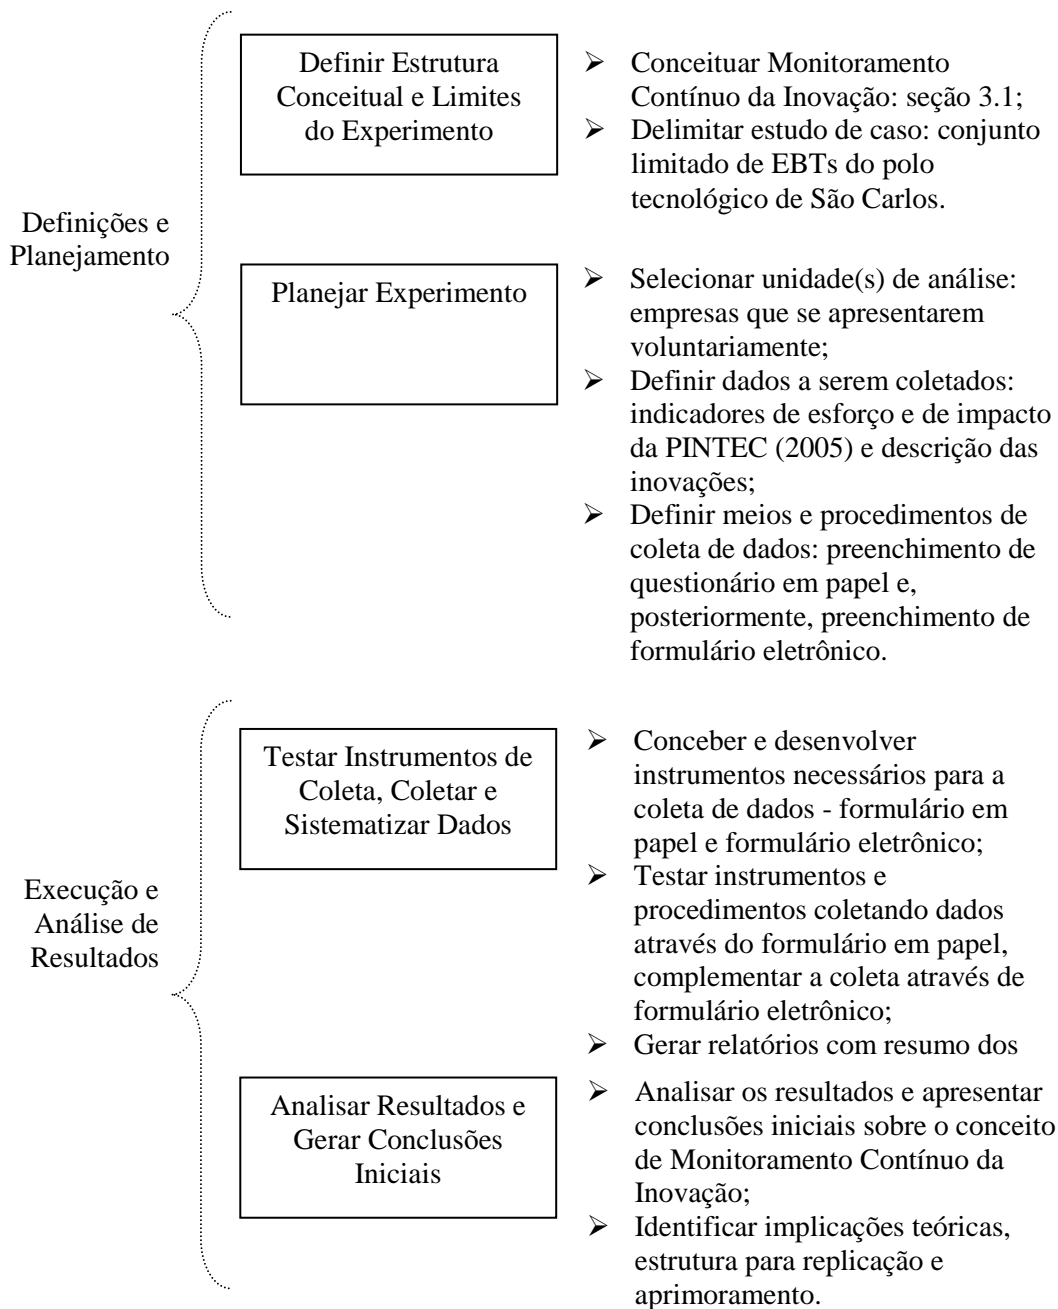 Definições e
Planejamento
Definir Estrutura
Conceitual e Limites
do Experimento
➢ Conceituar Monitoramento
Contínuo da Inovação: seção 3.1;
➢ Delimitar estudo de caso: conjunto
limitado de EBTs do polo
tecnológico de São Carlos.
Planejar Experimento
➢ Selecionar unidade(s) de análise:
empresas que se apresentarem
voluntariamente;
➢ Definir dados a serem coletados:
indicadores de esforço e de impacto
da PINTEC (2005) e descrição das
inovações;
➢ Definir meios e procedimentos de
coleta de dados: preenchimento de
questionário em papel e,
posteriormente, preenchimento de
formulário eletrônico.
Execução e
Análise de
Resultados
Testar Instrumentos de
Coleta, Coletar e
Sistematizar Dados
➢ Conceber e desenvolver
instrumentos necessários para a
coleta de dados - formulário em
papel e formulário eletrônico;
➢ Testar instrumentos e
procedimentos coletando dados
através do formulário em papel,
complementar a coleta através de
formulário eletrônico;
➢ Gerar relatórios com resumo dos
Analisar Resultados e
Gerar Conclusões
Iniciais
➢ Analisar os resultados e apresentar
conclusões iniciais sobre o conceito
de Monitoramento Contínuo da
Inovação;
➢ Identificar implicações teóricas,
estrutura para replicação e
aprimoramento.